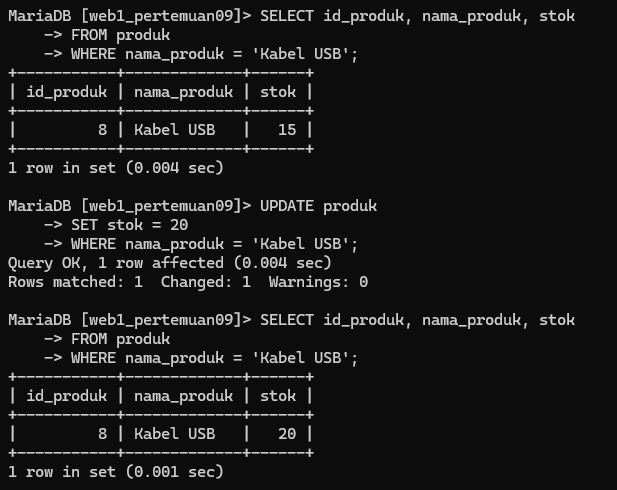 MariaDB [web1_pertemuan09]> SELECT id_produk, nama_produk, stok
    -> FROM produk
    -> WHERE nama_produk = 'Kabel USB';
+-----------+-------------+------+
| id_produk | nama_produk | stok |
+-----------+-------------+------+
|         8 | Kabel USB   |   15 |
+-----------+-------------+------+
1 row in set (0.004 sec)

MariaDB [web1_pertemuan09]> UPDATE produk
    -> SET stok = 20
    -> WHERE nama_produk = 'Kabel USB';
Query OK, 1 row affected (0.004 sec)
Rows matched: 1  Changed: 1  Warnings: 0

MariaDB [web1_pertemuan09]> SELECT id_produk, nama_produk, stok
    -> FROM produk
    -> WHERE nama_produk = 'Kabel USB';
+-----------+-------------+------+
| id_produk | nama_produk | stok |
+-----------+-------------+------+
|         8 | Kabel USB   |   20 |
+-----------+-------------+------+
1 row in set (0.001 sec)